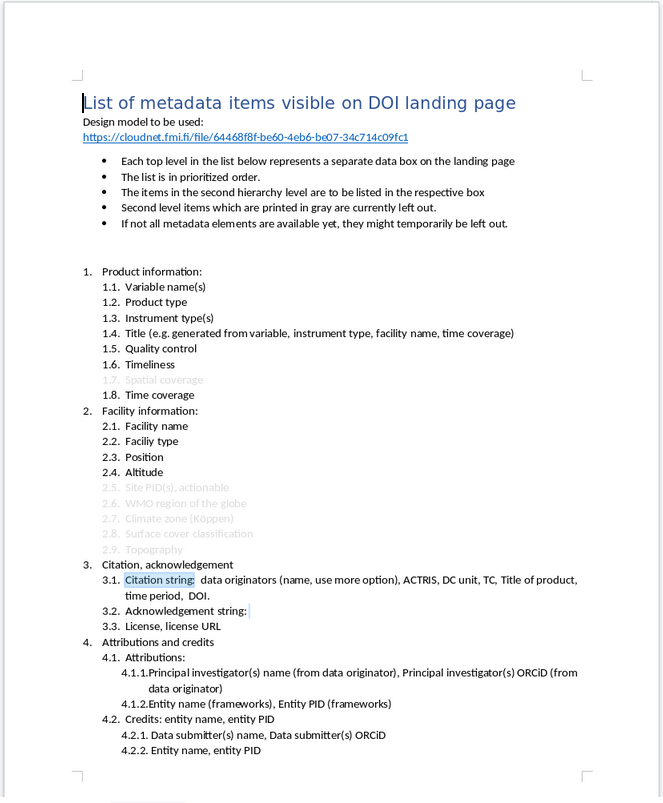 List of metadata items visible on DOI landing page
Design model to be used:
https://cloudnet.fmi.fi/file/64468f8f-be60-4eb6-be07-34c714c09fc1
• Each top level in the list below represents a separate data box on the landing page
• The list is in prioritized order.
• The items in the second hierarchy level are to be listed in the respective box
• Second level items which are printed in gray are currently left out.
• If not all metadata elements are available yet, they might temporarily be left out.
1. Product information:
1.1. Variable name(s)
1.2. Product type
1.3. Instrument type(s)
1.4. Title (e.g. generated from variable, instrument type, facility name, time coverage)
1.5. Quality control
1.6. Timeliness
1.7. Spatial coverage
1.8. Time coverage
2. Facility information:
2.1. Facility name
2.2. Faciliy type
2.3. Position
2.4. Altitude
2.5. Site PID(s), actionable
2.6. WMO region of the globe
2.7. Climate zone (Köppen)
2.8. Surface cover classification
2.9. Topography
3. Citation, acknowledgement
3.1. Citation string: data originators (name, use more option), ACTRIS, DC unit, TC, Title of product,
time period, DOI.
3.2. Acknowledgement string:
3.3. License, license URL
4. Attributions and credits
4.1. Attributions:
4.1.1.Principal investigator(s) name (from data originator), Principal investigator(s) ORCiD (from
data originator)
4.1.2.Entity name (frameworks), Entity PID (frameworks)
4.2. Credits: entity name, entity PID
4.2.1. Data submitter(s) name, Data submitter(s) ORCiD
4.2.2. Entity name, entity PID